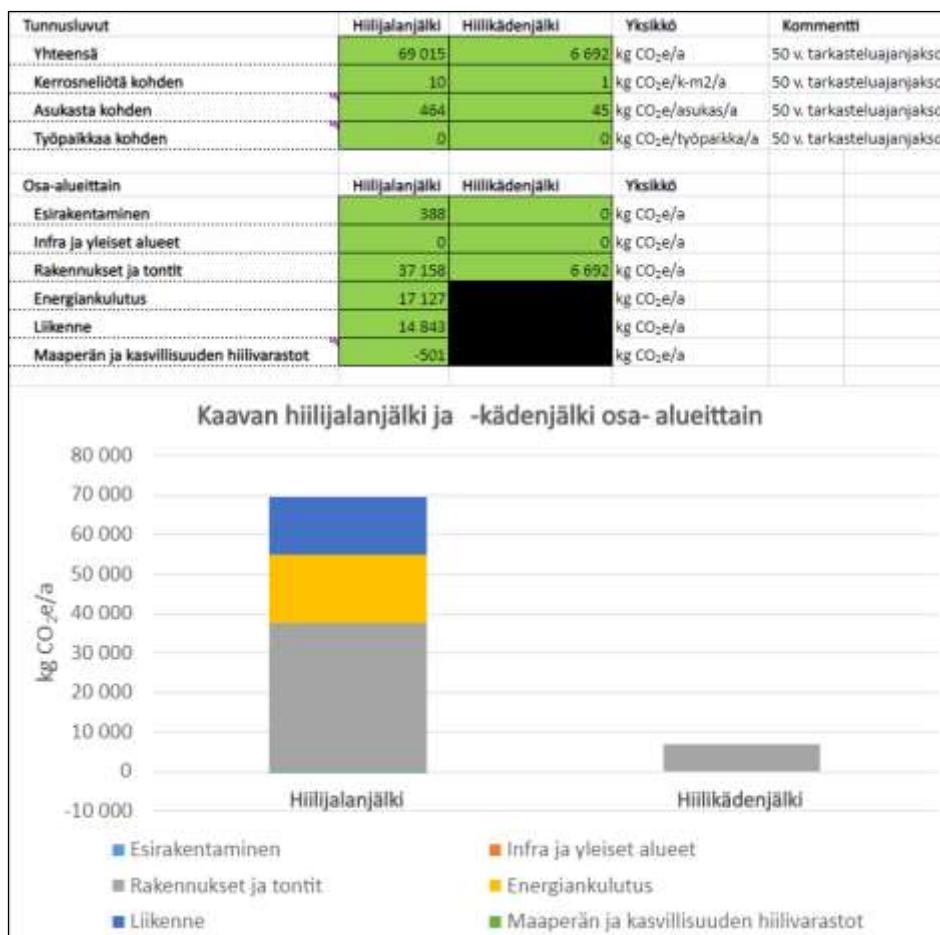 Tunnusluvut Hiilijalanjälki Hiilikädenjälki Yksikkö Kommentti
Yhteensä 69 015 6 692 kg CO₂e/a 50 v. tarkasteluajanjakso
Kerrosneliötä kohden 10 1 kg CO₂e/k-m2/a 50 v. tarkasteluajanjakso
Asukasta kohden 464 45 kg CO₂e/asukas/a 50 v. tarkasteluajanjakso
Työpaikkaa kohden 0 0 kg CO₂e/työpaikka/a 50 v. tarkasteluajanjakso
Osa-alueittain Hiilijalanjälki Hiilikädenjälki Yksikkö
Esirakentaminen 388 0 kg CO₂e/a
Infra ja yleiset alueet 0 0 kg CO₂e/a
Rakennukset ja tontit 37 158 6 692 kg CO₂e/a
Energiankulutus 17 127 kg CO₂e/a
Liikenne 14 843 kg CO₂e/a
Maaperän ja kasvillisuuden hiilivarastot -501 kg CO₂e/a
Kaavan hiilijalanjälki ja -kädenjälki osa- alueittain
80 000
70 000
60 000
50 000
40 000
30 000
20 000
10 000
0
-10 000
kg CO₂e/a
Hiilijalanjälki Hiilikädenjälki
Esirakentaminen Infra ja yleiset alueet
Rakennukset ja tontit Energiankulutus
Liikenne Maaperän ja kasvillisuuden hiilivarastot